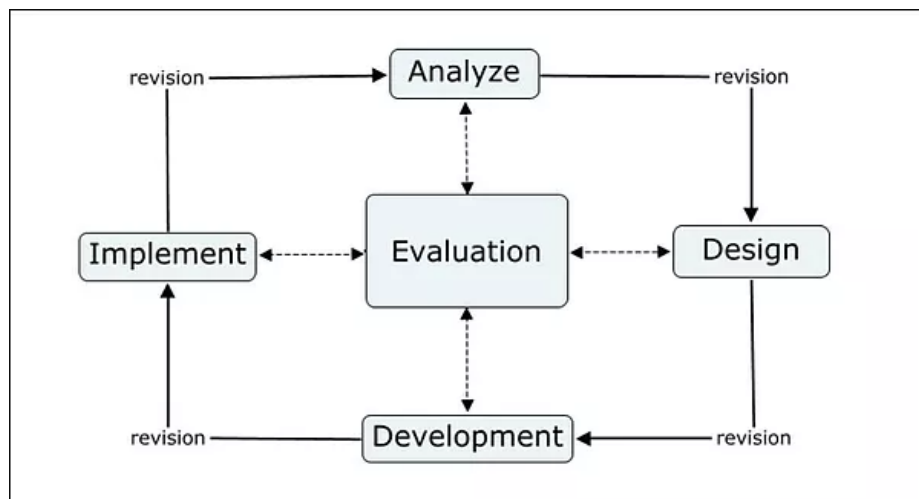 Analyze
revision
revision
Implement
Evaluation
Design
revision
Development
revision